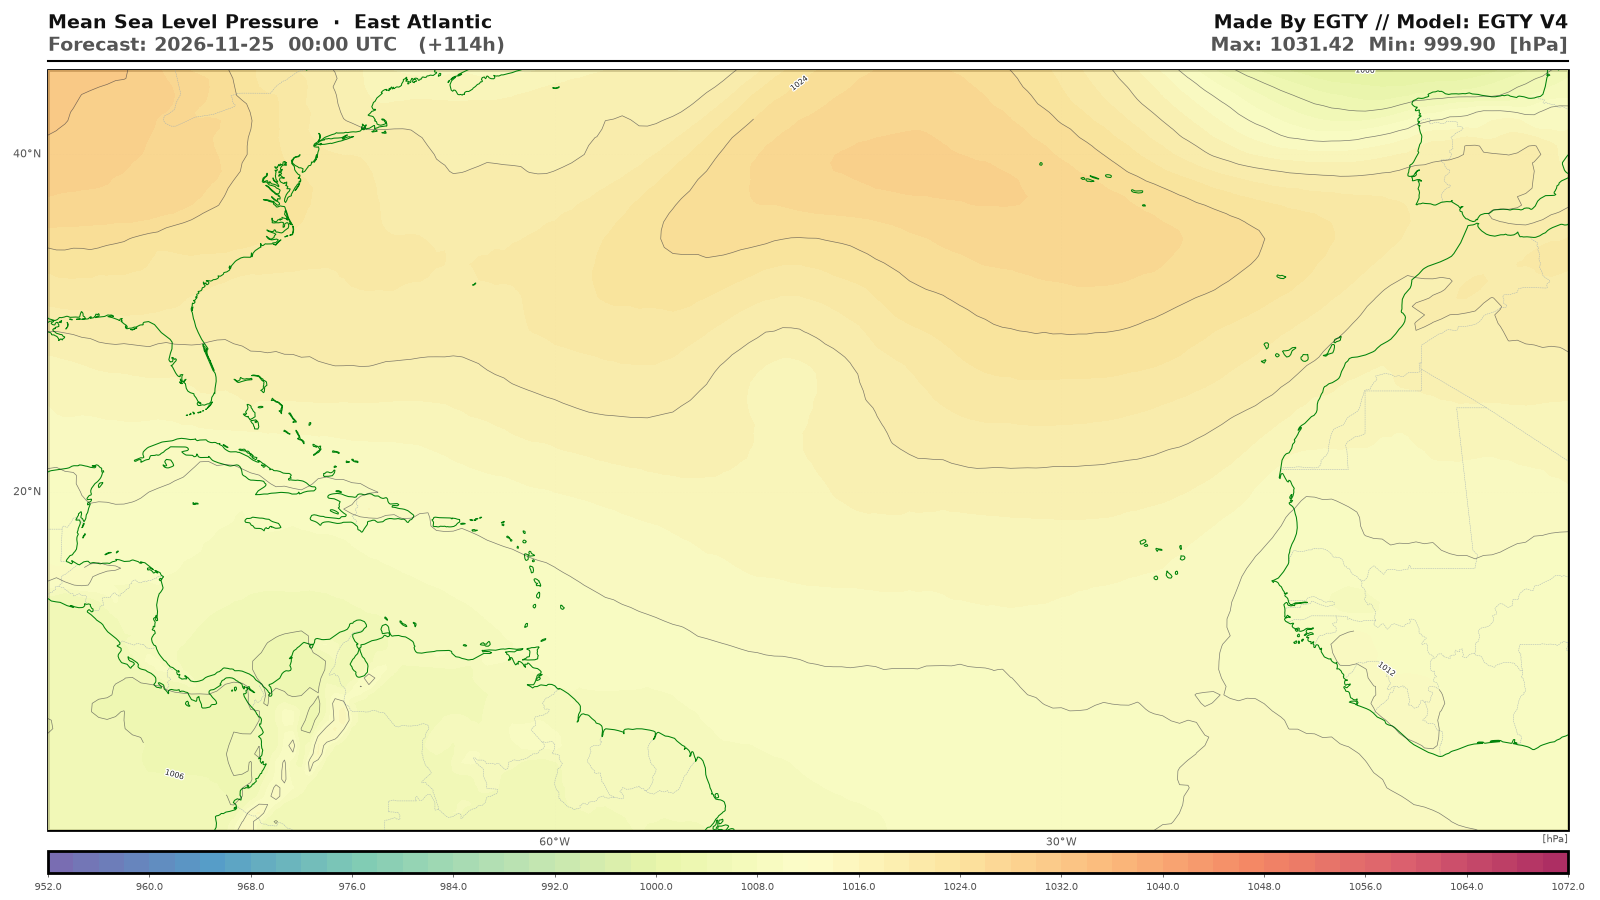 Mean Sea Level Pressure · East Atlantic
Made By EGTY // Model: EGTY V4
Forecast: 2026-11-25 00:00 UTC (+114h)
Max: 1031.42 Min: 999.90 [hPa]
1024
40°N
20°N
1012
1006
60°W
30°W
[hPa]
952.0
960.0
968.0
976.0
984.0
992.0
1000.0
1008.0
1016.0
1024.0
1032.0
1040.0
1048.0
1056.0
1064.0
1072.0